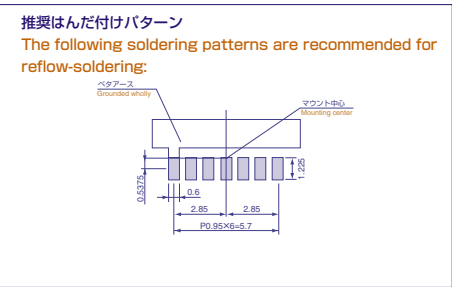 推奨はんだ付けパターン
The following soldering patterns are recommended for
reflow-soldering:
ベタアース
Grounded wholly
マウント中心
Mounting center
0.5375
1.225
0.6
2.85
2.85
P0.95×6=5.7